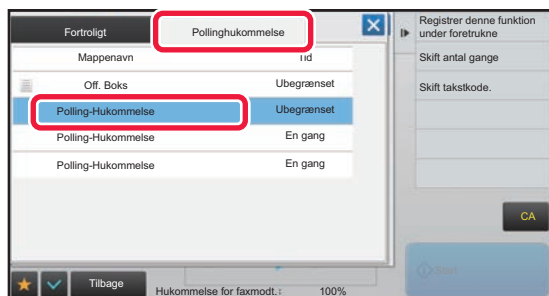 Fortroligt
Pollinghukommelse
Mappenavn Tid
Off. Boks Ubegrænset
Polling-Hukommelse Ubegrænset
Polling-Hukommelse En gang
Polling-Hukommelse En gang
Registrer denne funktion
under foretrukne
Skift antal gange
Skift takstkode.
CA
Start
Tilbage
Hukommelse for faxmodt.: 100%